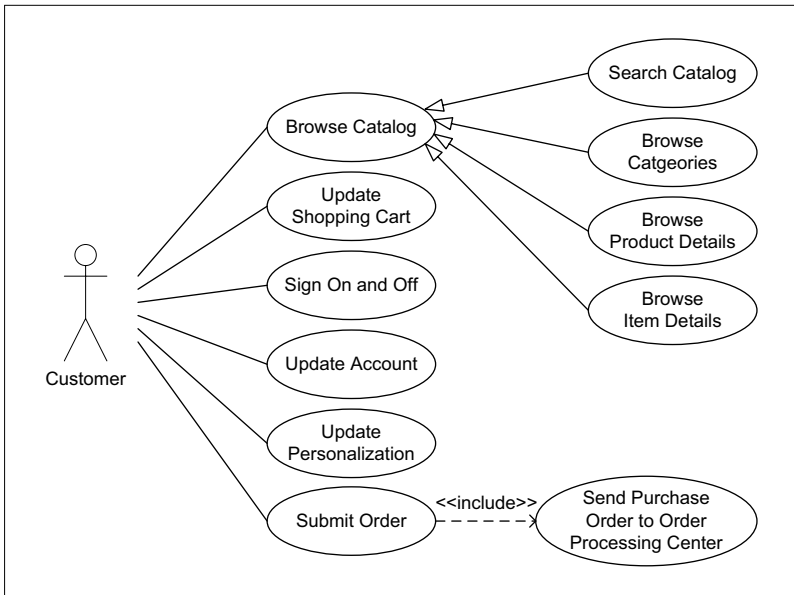 Search Catalog
Browse Catalog
Browse
Catgeories
Update
Shopping Cart
Browse
Product Details
Sign On and Off
Browse
Item Details
Customer
Update Account
Update
Personalization
Submit Order
<<include>>
Send Purchase
Order to Order
Processing Center